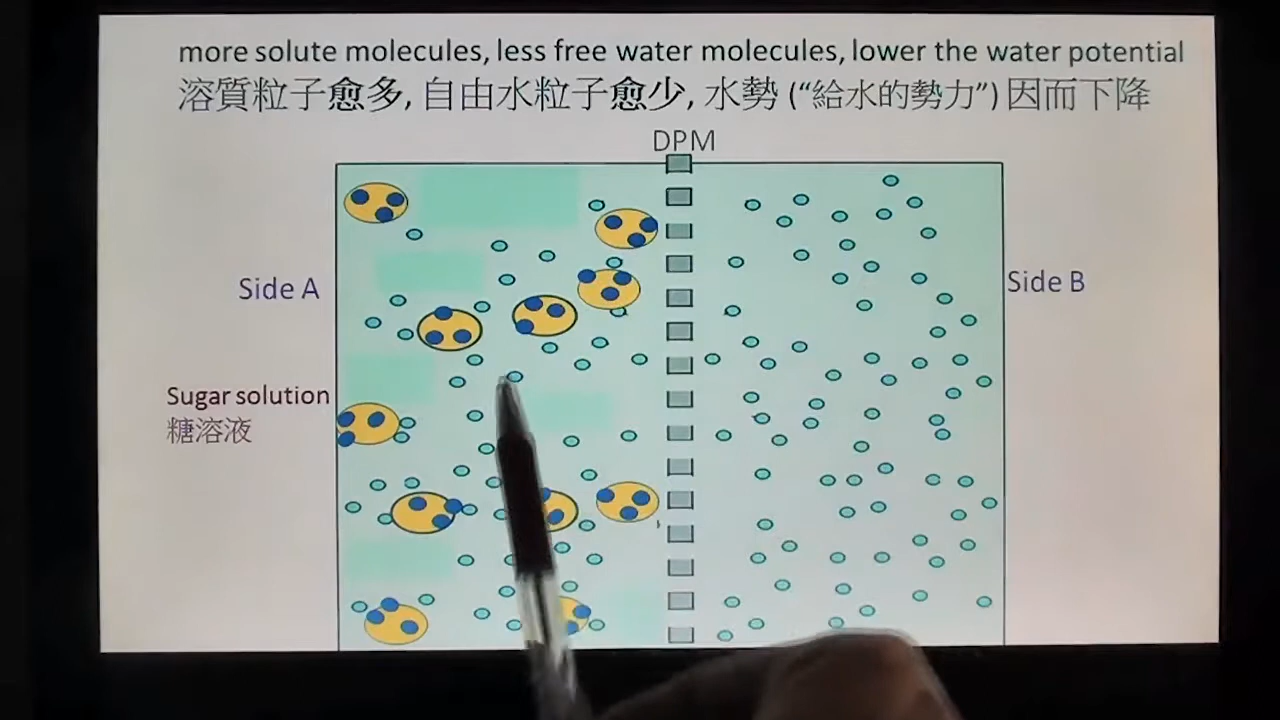 more solute molecules, less free water molecules, lower the water potential
溶質粒子愈多, 自由水粒子愈少, 水勢 (“給水的勢力”) 因而下降
DPM
Side A
Side B
Sugar solution
糖溶液